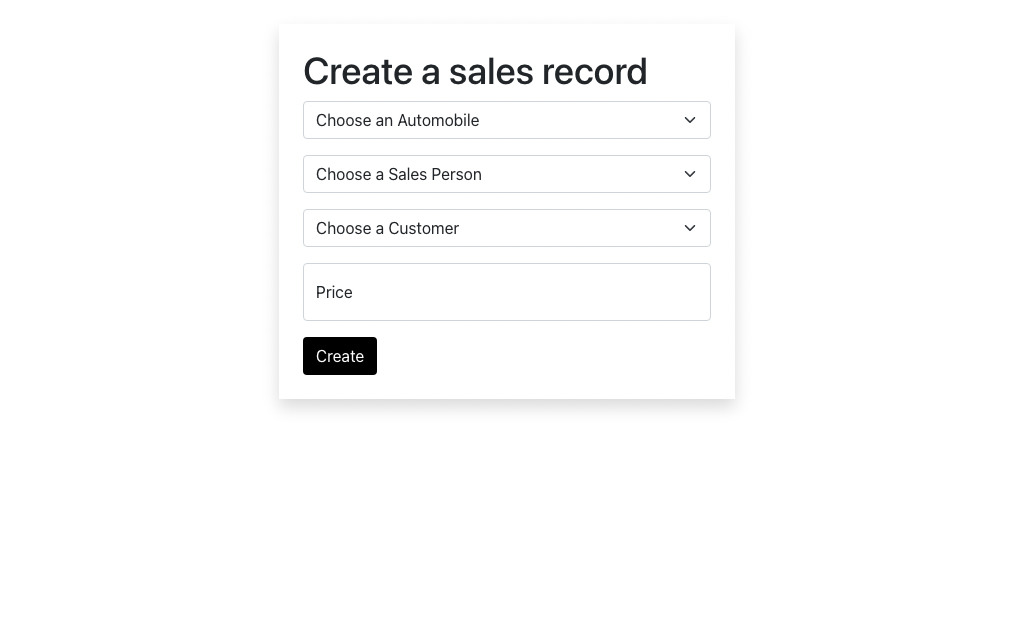 Create a sales record
Choose an Automobile
Choose a Sales Person
Choose a Customer
Price
Create